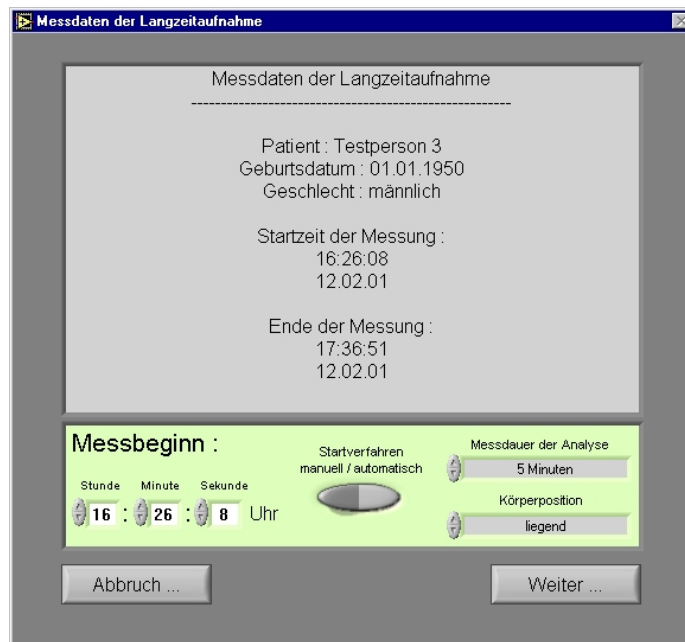 Messdaten der Langzeitaufnahme
Messdaten der Langzeitaufnahme
------------------------------------------------------
Patient : Testperson 3
Geburtsdatum : 01.01.1950
Geschlecht : männlich
Startzeit der Messung :
16:26:08
12.02.01
Ende der Messung :
17:36:51
12.02.01
Messbeginn :
Stunde Minute Sekunde
16 : 26 : 8 Uhr
Startverfahren
manuell / automatisch
Messdauer der Analyse
5 Minuten
Körperposition
liegend
Abbruch ...
Weiter ...